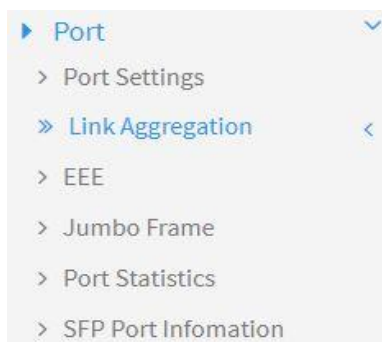 Port
Port Settings
Link Aggregation
EEE
Jumbo Frame
Port Statistics
SFP Port Infomation